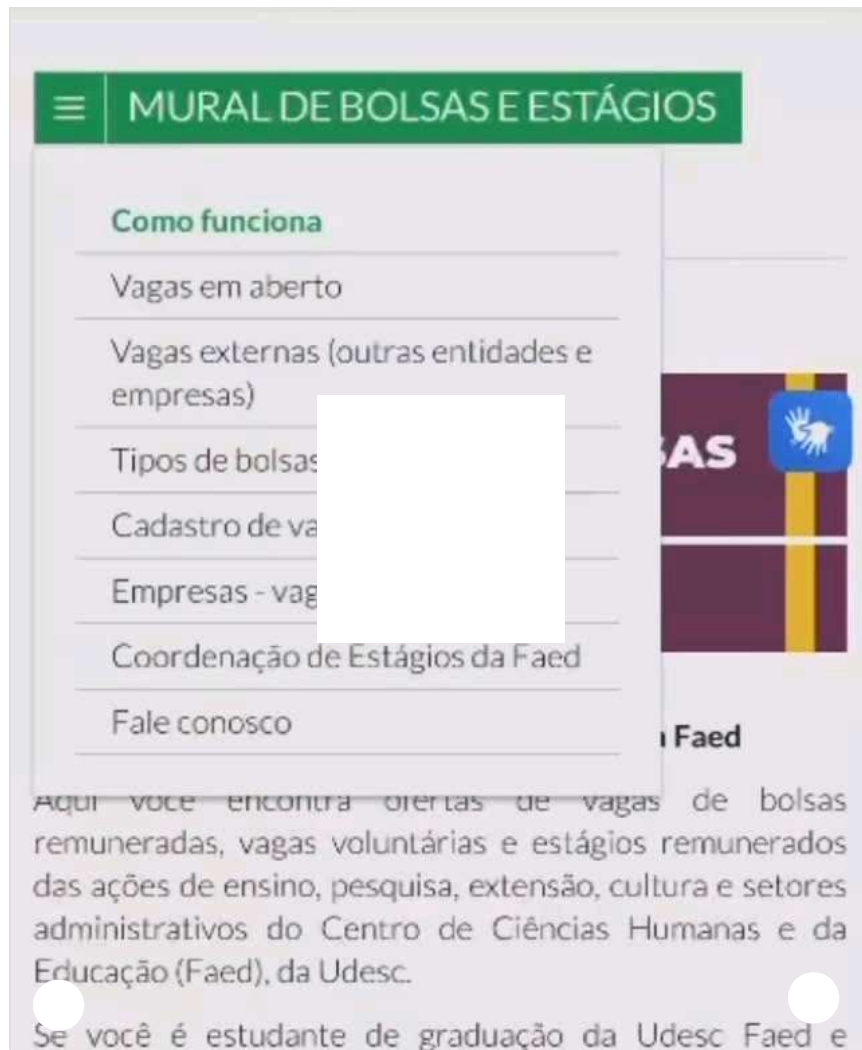 MURAL DE BOLSAS E ESTÁGIOS
Como funciona
Vagas em aberto
Vagas externas (outras entidades e
empresas)
Tipos de bolsas
Cadastro de
Empresas -
Coordenação de Estágios da Faed
Fale conosco
Faed
Aqui você encontra ofertas de vagas de bolsas
remuneradas, vagas voluntárias e estágios remunerados
das ações de ensino, pesquisa, extensão, cultura e setores
administrativos do Centro de Ciências Humanas e da
Educação (Faed), da Udesc.
Se você é estudante de graduação da Udesc Faed e